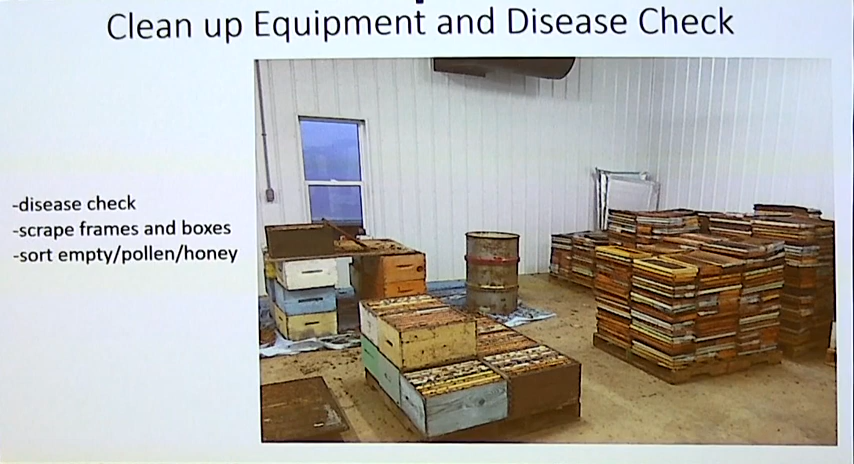 Clean up Equipment and Disease Check
-disease check
-scrape frames and boxes
-sort empty/pollen/honey